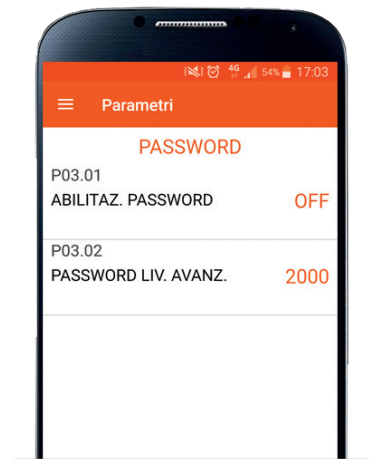 4G 54% 17:03
Parametri
PASSWORD
P03.01
ABILITAZ. PASSWORD OFF
P03.02
PASSWORD LIV. AVANZ. 2000